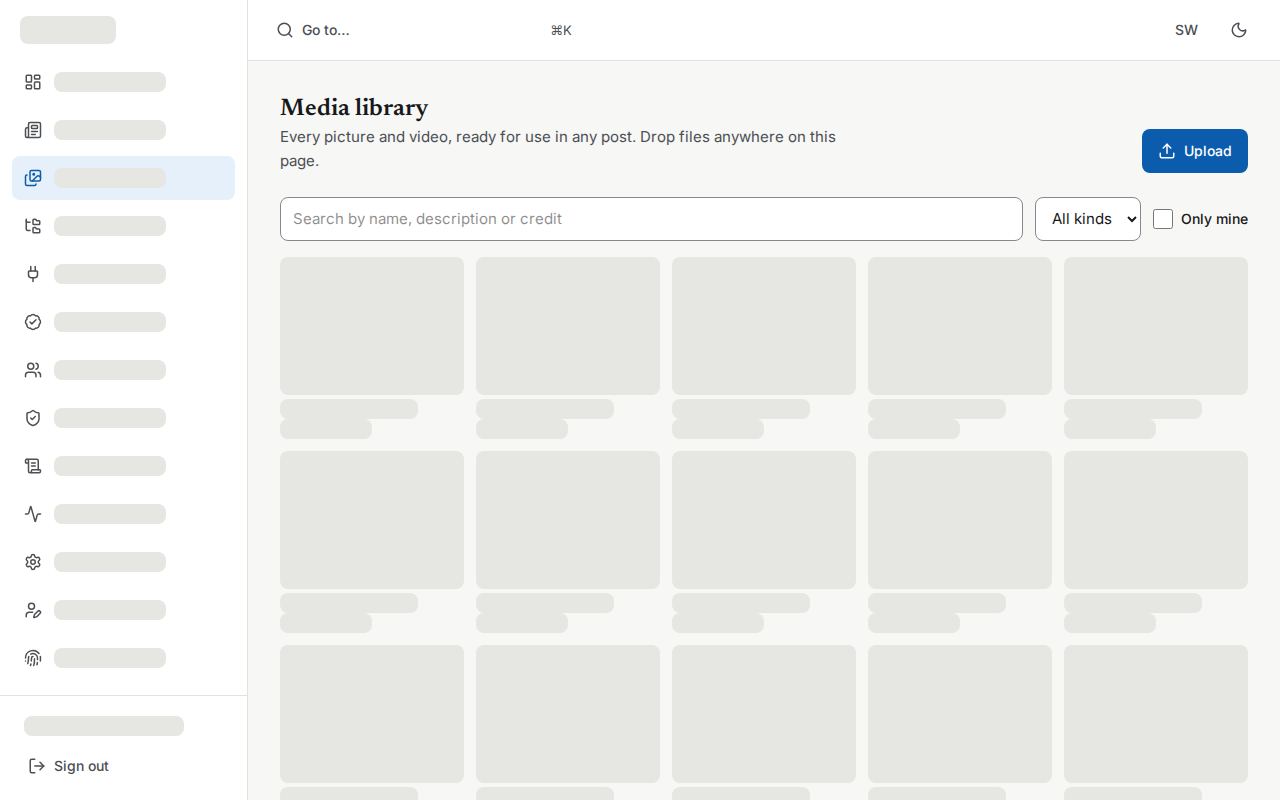 Go to...
⌘K
SW
Media library
Every picture and video, ready for use in any post. Drop files anywhere on this
page.
Upload
Search by name, description or credit
All kinds
Only mine
Sign out